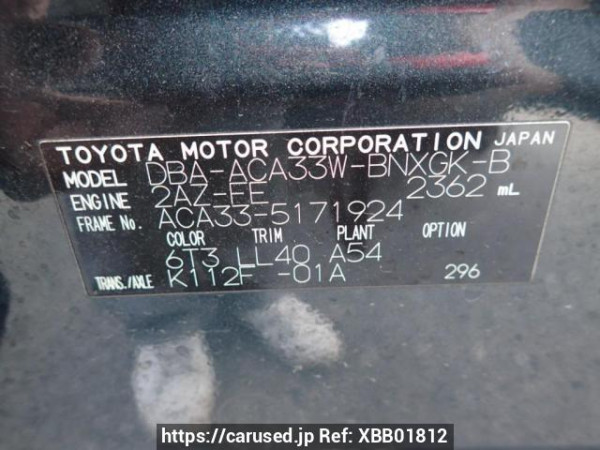 TOYOTA MOTOR CORPORATION JAPAN
MODEL DBA-ACA33W-BNXGK-B
ENGINE 2AZ-FE 2362 mL
FRAME No. ACA33-5171924
COLOR TRIM PLANT OPTION
6T3 LL40 A54
TRANS./AXLE K112F -01A 296
https://carused.jp Ref: XBB01812